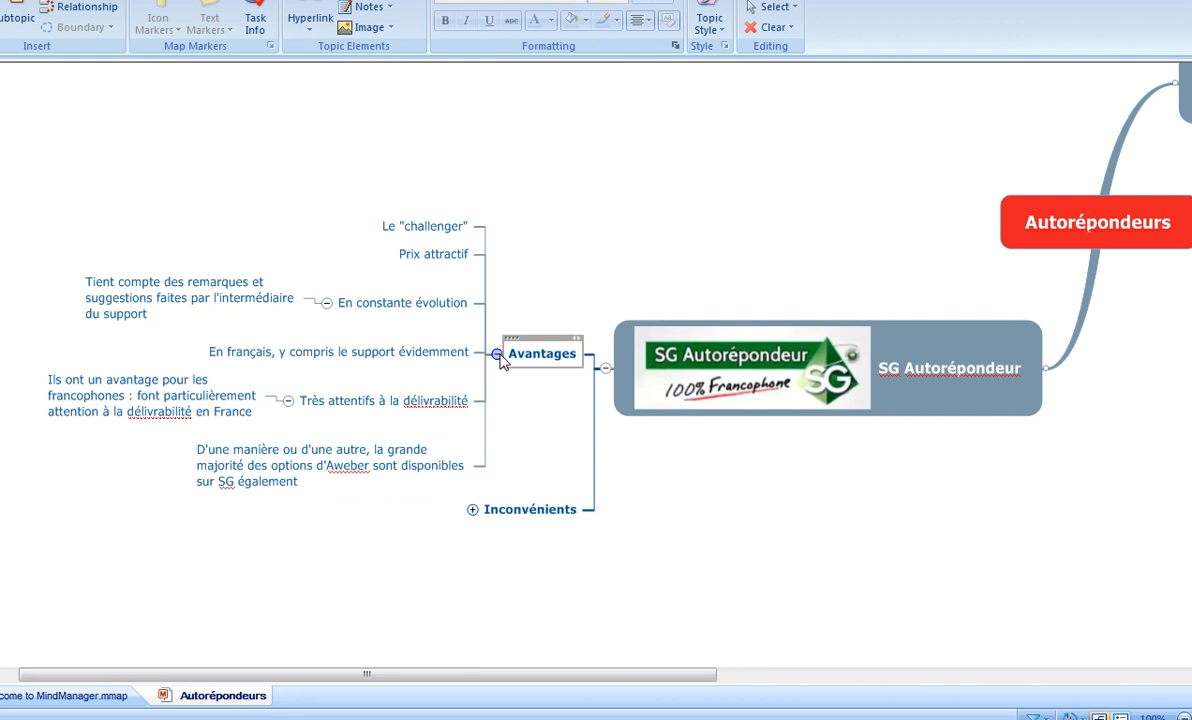 Relationship
Boundary
Insert
Icon
Markers
Text
Markers
Task
Info
Map Markers
Hyperlink
Notes
Image
Topic Elements
B I U ABC A
Formatting
Topic
Style
Style
Select
Clear
Editing
Autorépondeurs
Le "challenger"
Prix attractif
Tient compte des remarques et
suggestions faites par l'intermédiaire
du support
En constante évolution
En français, y compris le support évidemment
Avantages
SG Autorépondeur
100% Francophone
SG
SG Autorépondeur
Ils ont un avantage pour les
francophones : font particulièrement
attention à la délivrabilité en France
Très attentifs à la délivrabilité
D'une manière ou d'une autre, la grande
majorité des options d'Aweber sont disponibles
sur SG également
Inconvénients
come to MindManager.mmap
Autorépondeurs
100%